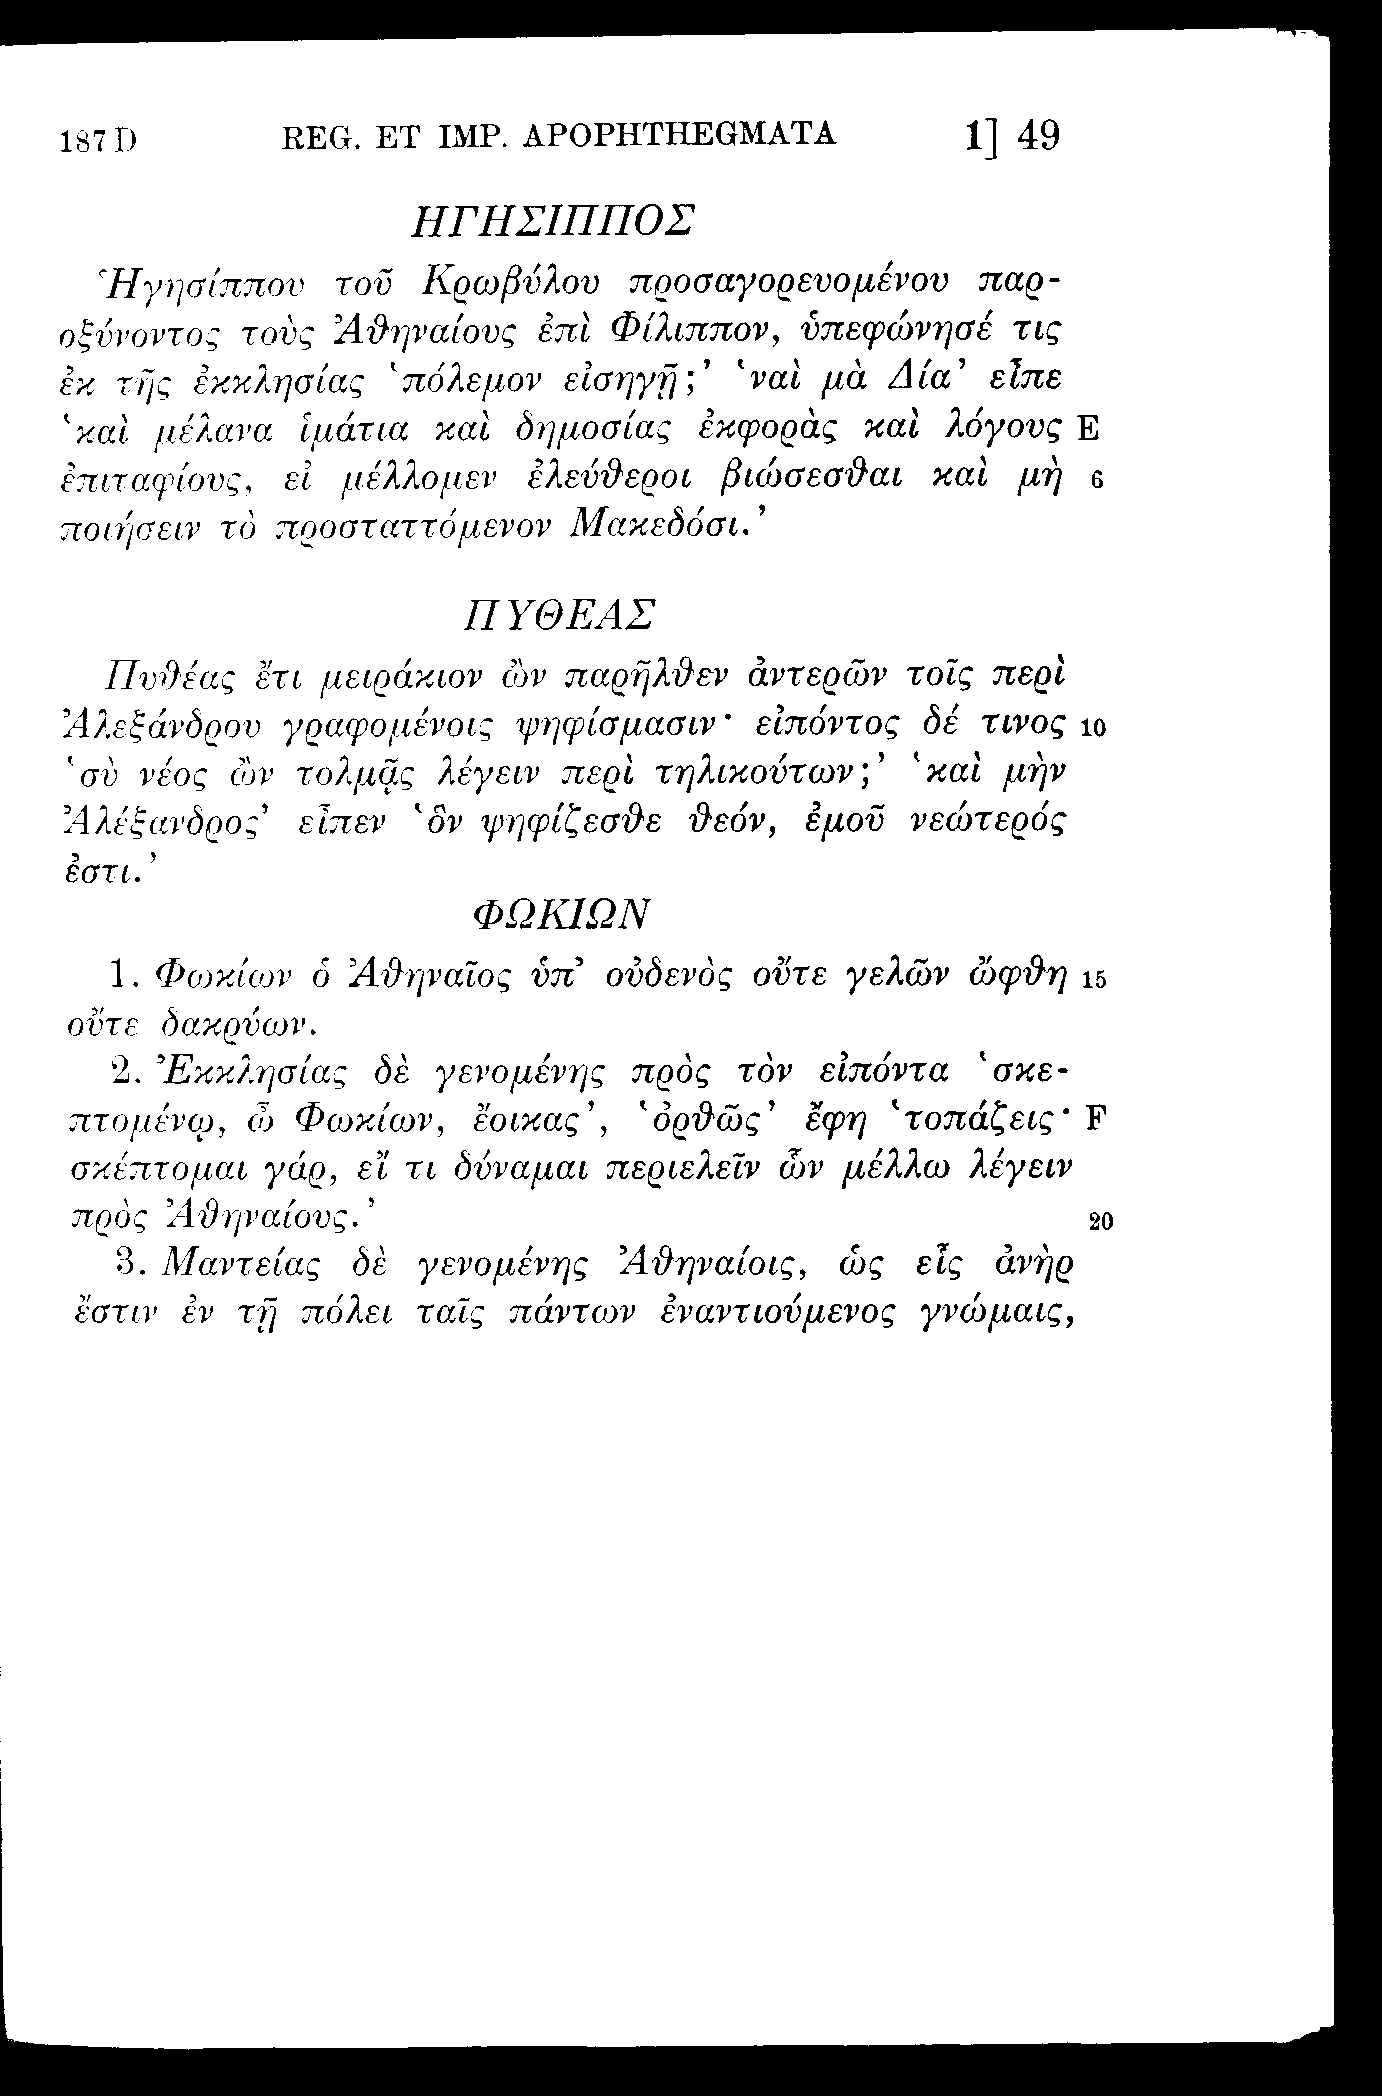 187 D REG. ET IMP. APOPHTHEGMATA 1] 49
ΗΓΗΣΙΠΠΟΣ
Ἡγησίππου τοῦ Κρωβύλου προσαγορευομένου παρ-
οξύνοντος τοὺς Ἀθηναίους ἐπὶ Φίλιππον, ὑπεφώνησέ τις
ἐκ τῆς ἐκκλησίας ‘πόλεμον εἰσηγῇ;’ ‘ναὶ μὰ Δία’ εἶπε
‘καὶ μέλανα ἱμάτια καὶ δημοσίας ἐκφορὰς καὶ λόγους E
ἐπιταφίους, εἰ μέλλομεν ἐλεύθεροι βιώσεσθαι καὶ μὴ 6
ποιήσειν τὸ προσταττόμενον Μακεδόσι.’
ΠΥΘΕΑΣ
Πυθέας ἔτι μειράκιον ὢν παρῆλθεν ἀντερῶν τοῖς περὶ
Ἀλεξάνδρου γραφομένοις ψηφίσμασιν· εἰπόντος δέ τινος 10
‘σὺ νέος ὢν τολμᾷς λέγειν περὶ τηλικούτων;’ ‘καὶ μὴν
Ἀλέξανδρος’ εἶπεν ‘ὃν ψηφίζεσθε θεόν, ἐμοῦ νεώτερός
ἐστι.’
ΦΩΚΙΩΝ
1. Φωκίων ὁ Ἀθηναῖος ὑπ’ οὐδενὸς οὔτε γελῶν ὤφθη 15
οὔτε δακρύων.
2. Ἐκκλησίας δὲ γενομένης πρὸς τὸν εἰπόντα ‘σκε-
πτομένῳ, ὦ Φωκίων, ἔοικας’, ‘ὀρθῶς’ ἔφη ‘τοπάζεις· F
σκέπτομαι γάρ, εἴ τι δύναμαι περιελεῖν ὧν μέλλω λέγειν
πρὸς Ἀθηναίους.’ 20
3. Μαντείας δὲ γενομένης Ἀθηναίοις, ὡς εἷς ἀνὴρ
ἔστιν ἐν τῇ πόλει ταῖς πάντων ἐναντιούμενος γνώμαις,